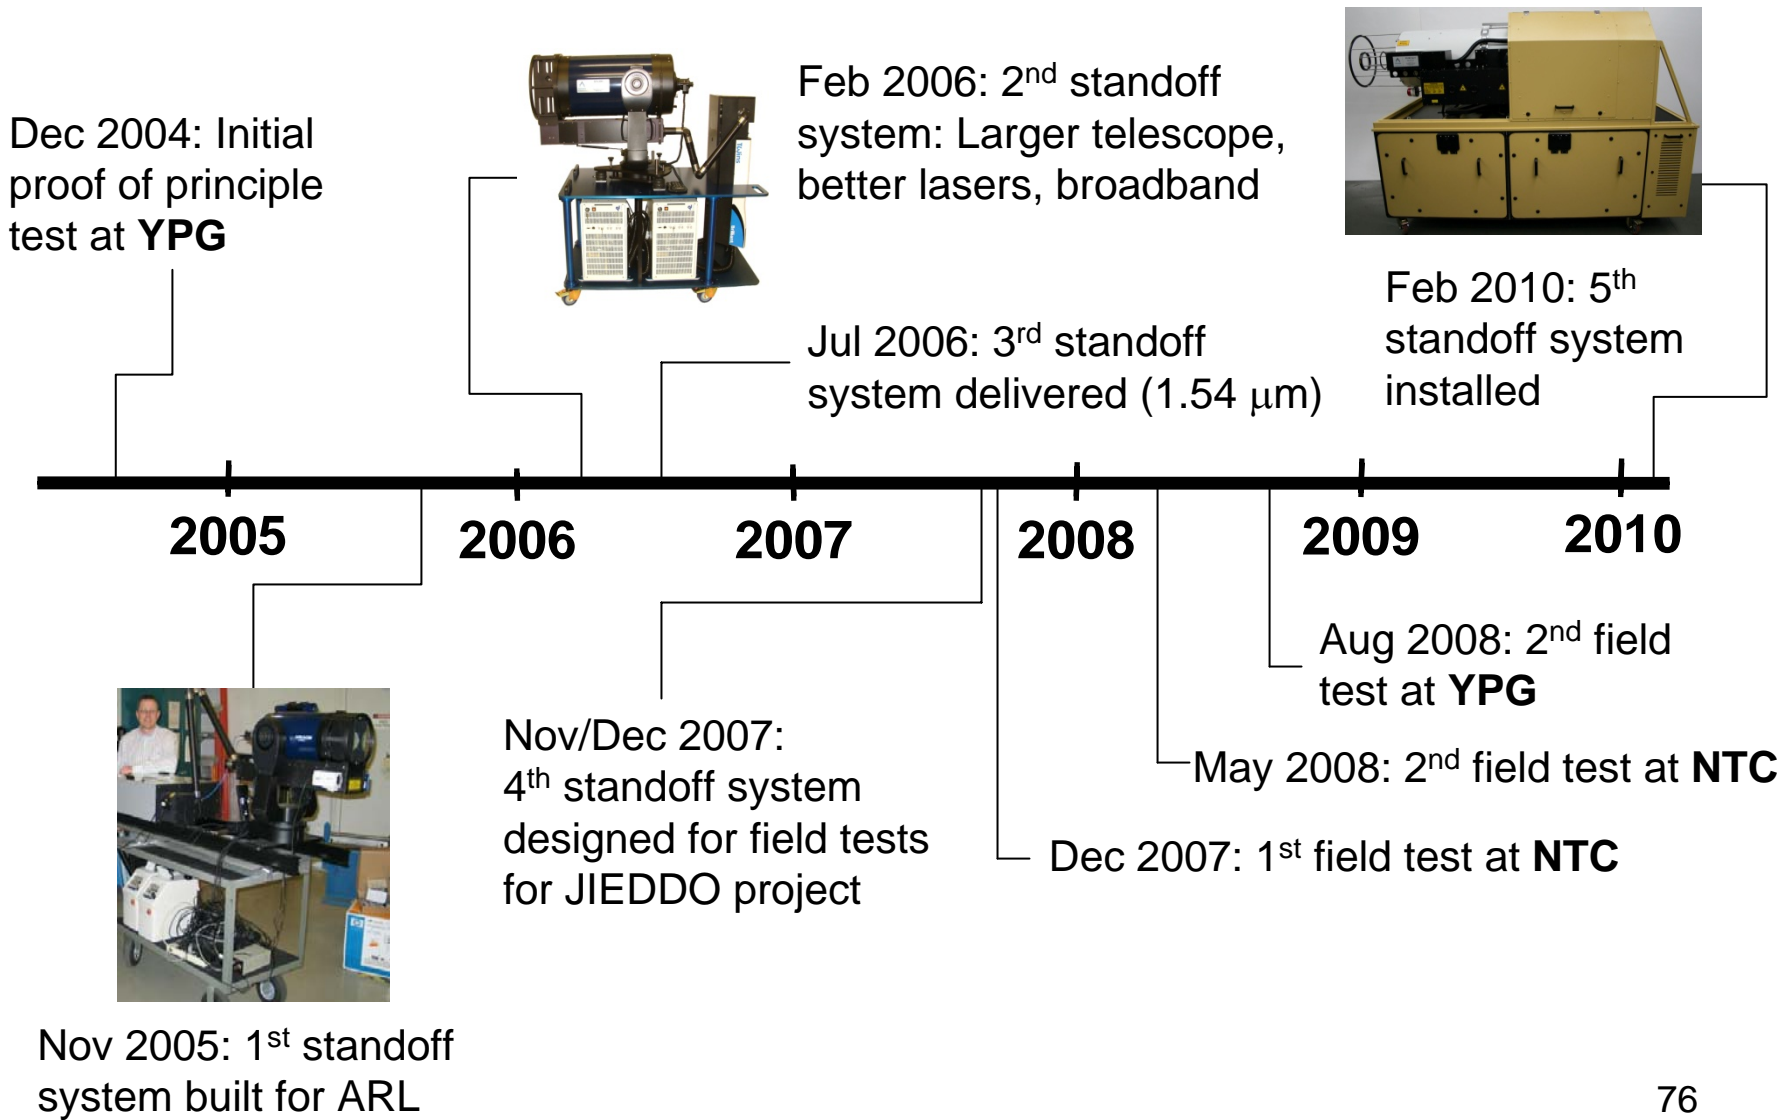 Dec 2004: Initial
proof of principle
test at YPG
Feb 2006: 2nd standoff
system: Larger telescope,
better lasers, broadband
Jul 2006: 3rd standoff
system delivered (1.54 μm)
Feb 2010: 5th
standoff system
installed
2005
2006
2007
2008
2009
2010
Nov 2005: 1st standoff
system built for ARL
Nov/Dec 2007:
4th standoff system
designed for field tests
for JIEDDO project
Dec 2007: 1st field test at NTC
May 2008: 2nd field test at NTC
Aug 2008: 2nd field
test at YPG
76